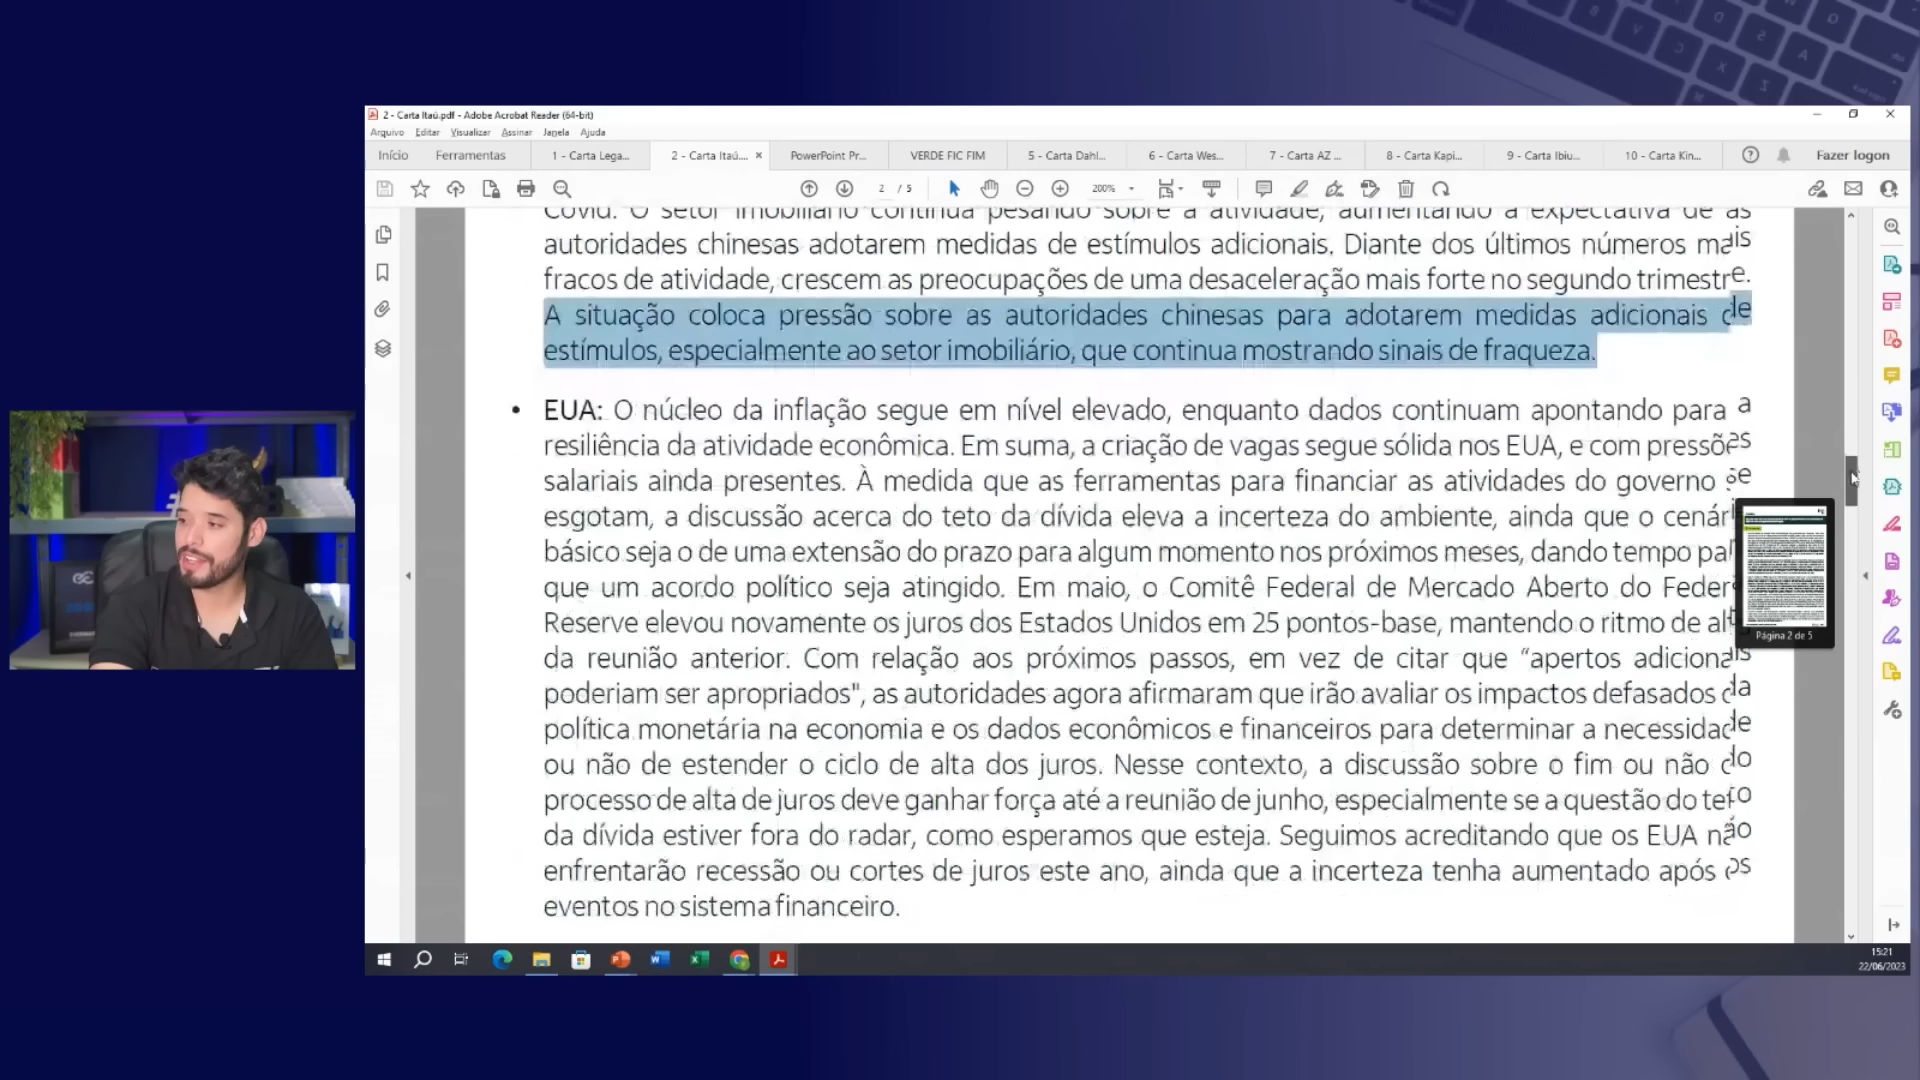 2 - Carta Itaú.pdf - Adobe Acrobat Reader (64-bit)
Arquivo Editar Visualizar Assinar Janela Ajuda
Início Ferramentas 1 - Carta Lega... 2 - Carta Itaú.... PowerPoint Pr... VERDE FIC FIM 5 - Carta Dahl... 6 - Carta Wes... 7 - Carta AZ ... 8 - Carta Kapi... 9 - Carta Ibiu... 10 - Carta Kin... Fazer logon
2 / 5 200%
Covid. O setor imobiliário continua pesando sobre a atividade, aumentando a expectativa de as
autoridades chinesas adotarem medidas de estímulos adicionais. Diante dos últimos números mais
fracos de atividade, crescem as preocupações de uma desaceleração mais forte no segundo trimestre.
A situação coloca pressão sobre as autoridades chinesas para adotarem medidas adicionais de
estímulos, especialmente ao setor imobiliário, que continua mostrando sinais de fraqueza.
• EUA: O núcleo da inflação segue em nível elevado, enquanto dados continuam apontando para a
resiliência da atividade econômica. Em suma, a criação de vagas segue sólida nos EUA, e com pressões
salariais ainda presentes. À medida que as ferramentas para financiar as atividades do governo se
esgotam, a discussão acerca do teto da dívida eleva a incerteza do ambiente, ainda que o cenári
básico seja o de uma extensão do prazo para algum momento nos próximos meses, dando tempo pa
que um acordo político seja atingido. Em maio, o Comitê Federal de Mercado Aberto do Feder
Reserve elevou novamente os juros dos Estados Unidos em 25 pontos-base, mantendo o ritmo de al
da reunião anterior. Com relação aos próximos passos, em vez de citar que “apertos adicionais
poderiam ser apropriados", as autoridades agora afirmaram que irão avaliar os impactos defasados da
política monetária na economia e os dados econômicos e financeiros para determinar a necessidade
ou não de estender o ciclo de alta dos juros. Nesse contexto, a discussão sobre o fim ou não do
processo de alta de juros deve ganhar força até a reunião de junho, especialmente se a questão do teto
da dívida estiver fora do radar, como esperamos que esteja. Seguimos acreditando que os EUA não
enfrentarão recessão ou cortes de juros este ano, ainda que a incerteza tenha aumentado após os
eventos no sistema financeiro.
Página 2 de 5
15:21
22/06/2023